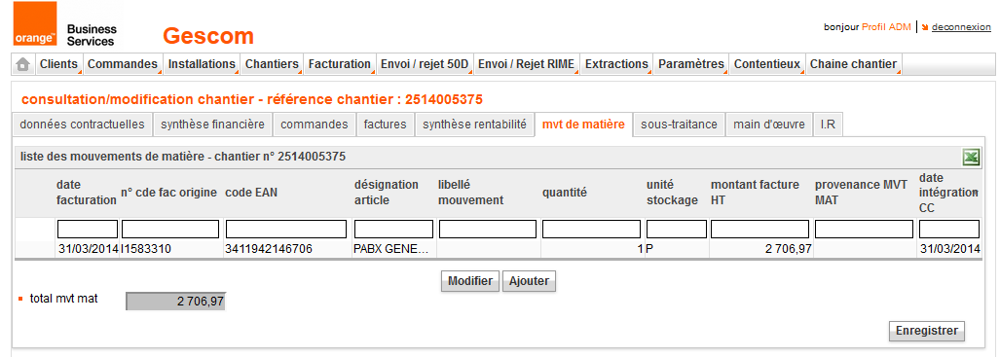 orange™ Business Services
Gescom
bonjour Profil ADM | deconnexion
Clients Commandes Installations Chantiers Facturation Envoi / rejet 50D Envoi / Rejet RIME Extractions Paramètres Contentieux Chaine chantier
consultation/modification chantier - référence chantier : 2514005375
données contractuelles synthèse financière commandes factures synthèse rentabilité mvt de matière sous-traitance main d'œuvre I.R
liste des mouvements de matière - chantier n° 2514005375
date facturation n° cde fac origine code EAN désignation article libellé mouvement quantité unité stockage montant facture HT provenance MVT MAT date intégration CC
31/03/2014 I1583310 3411942146706 PABX GENE... 1 P 2 706,97 31/03/2014
Modifier Ajouter
total mvt mat 2 706,97
Enregistrer